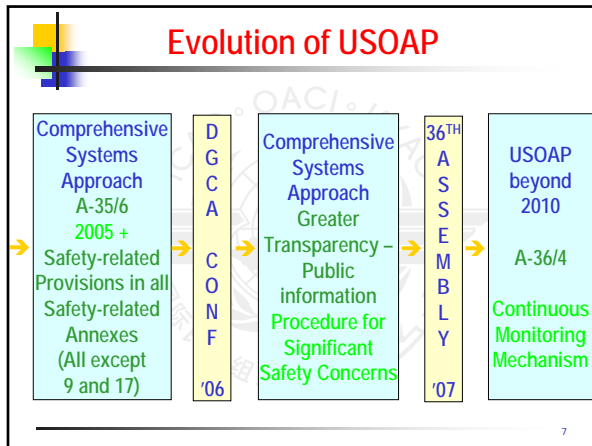 Evolution of USOAP
Comprehensive
Systems
Approach
A-35/6
2005 +
Safety-related
Provisions in all
Safety-related
Annexes
(All except
9 and 17)
D
G
C
A
C
O
N
F
'06
Comprehensive
Systems
Approach
Greater
Transparency –
Public
information
Procedure for
Significant
Safety Concerns
36TH
A
S
S
E
M
B
L
Y
'07
USOAP
beyond
2010
A-36/4
Continuous
Monitoring
Mechanism
OACI
7